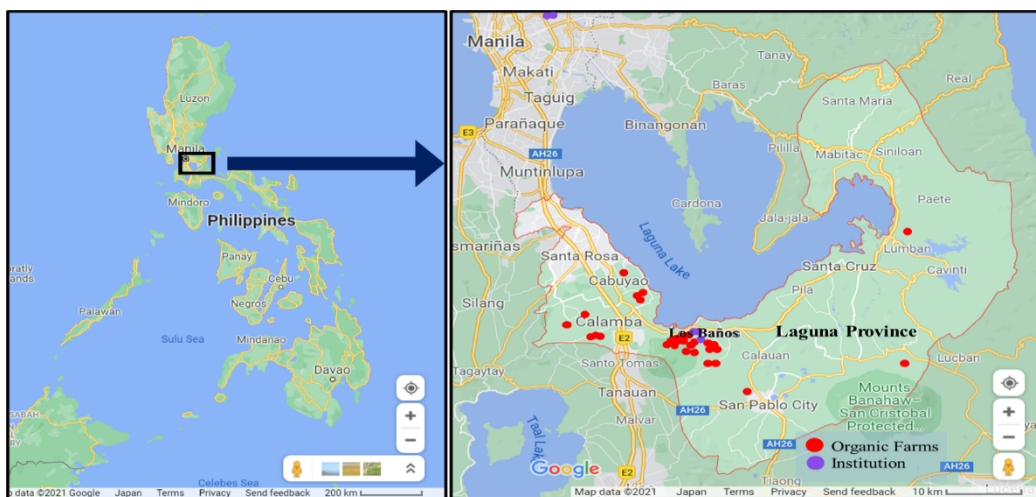 Luzon
Manila
Mindoro
Philippines
Panay
Cebu
Negros
Palawan
Sulu Sea
Mindanao
Davao
SABAH
Celebes Sea
Map data ©2021 Google Japan Terms Privacy Send feedback 200 km
Manila
Makati
Taguig
Parañaque
E3
AH26
Muntinlupa
Binangonan
Baras
Tanay
Real
Pililla
Cardona
Jala-jala
Santa Maria
Mabitac
Siniloan
Paete
Lumban
Cavinti
Laguna Lake
Santa Rosa
Cabuyao
Silang
Calamba
E2
Los Baños
Santa Cruz
Pila
Laguna Province
Calauan
Santo Tomas
Tagaytay
Tanauan
Malvar
Taal Lake
AH26
San Pablo City
Lucban
Mounts
Banahaw–
San Cristobal
Protected...
Organic Farms
Institution
Google
E2
Tiaong
AH26
Map data ©2021 Japan Terms Privacy Send feedback 10 km